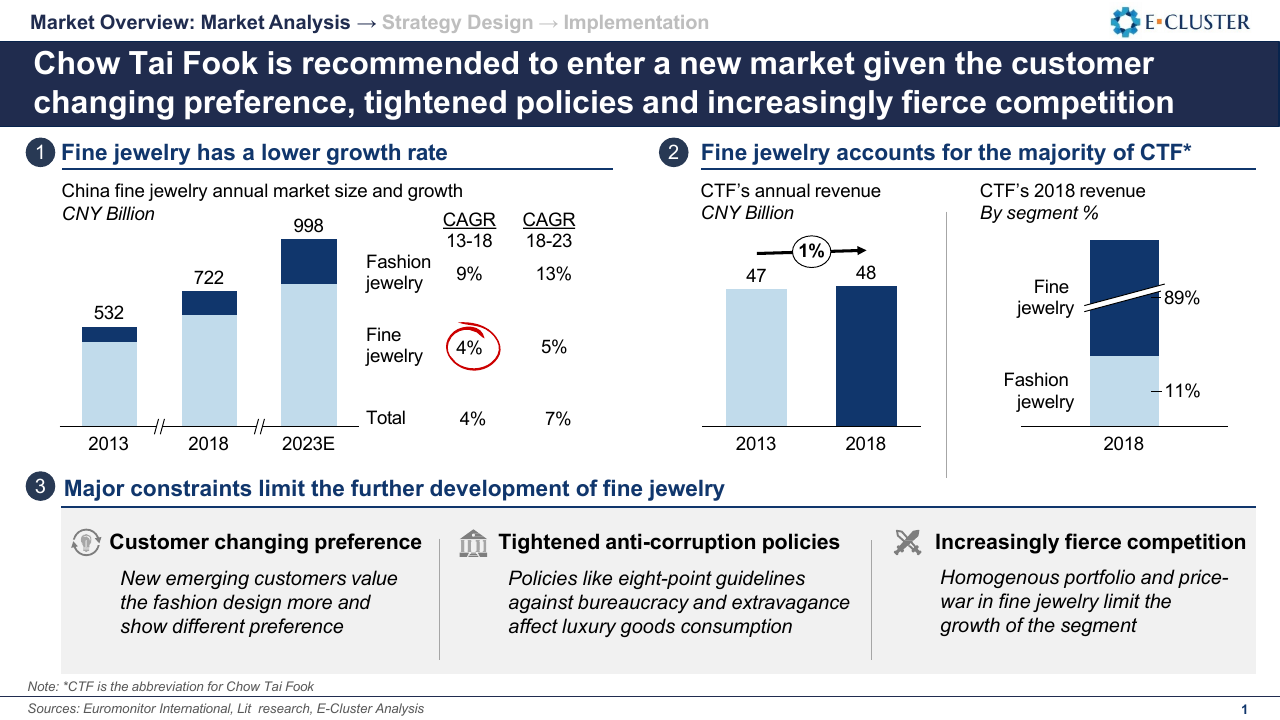 Market Overview: Market Analysis → Strategy Design → Implementation
E-CLUSTER
Chow Tai Fook is recommended to enter a new market given the customer
changing preference, tightened policies and increasingly fierce competition
1 Fine jewelry has a lower growth rate
China fine jewelry annual market size and growth
CNY Billion
998
722
532
2013
2018
2023E
CAGR
13-18
CAGR
18-23
Fashion
jewelry
9%
13%
Fine
jewelry
4%
5%
Total
4%
7%
2 Fine jewelry accounts for the majority of CTF*
CTF's annual revenue
CNY Billion
1%
47
48
2013
2018
CTF's 2018 revenue
By segment %
Fine
jewelry
89%
Fashion
jewelry
11%
2018
3 Major constraints limit the further development of fine jewelry
Customer changing preference
New emerging customers value
the fashion design more and
show different preference
Tightened anti-corruption policies
Policies like eight-point guidelines
against bureaucracy and extravagance
affect luxury goods consumption
Increasingly fierce competition
Homogenous portfolio and price-
war in fine jewelry limit the
growth of the segment
Note: *CTF is the abbreviation for Chow Tai Fook
Sources: Euromonitor International, Lit research, E-Cluster Analysis
1